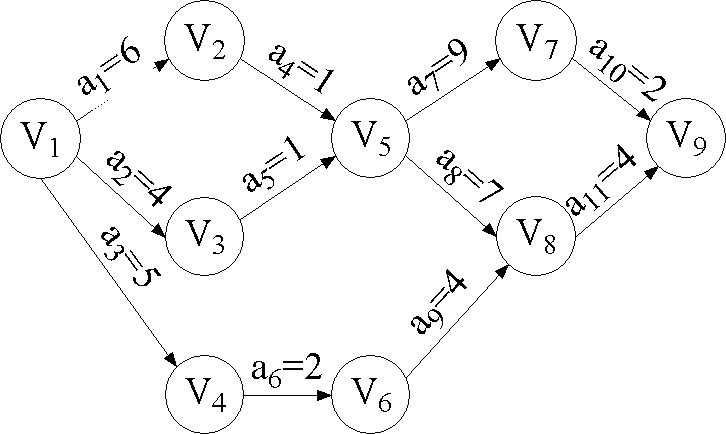 V₂
V₇
a₁=6
a₄=1
a₇=9
a₁₀=2
V₁
V₅
V₉
a₂=4
a₅=1
a₈=7
a₁₁=4
V₃
V₈
a₃=5
a₉=4
a₆=2
V₄
V₆